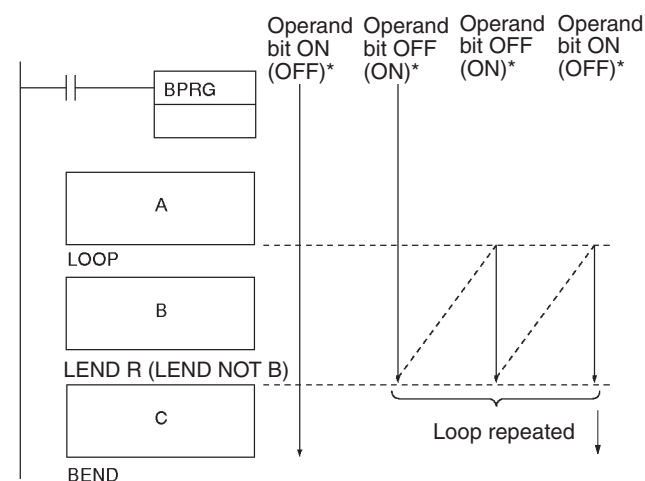 Operand
bit ON
(OFF)*
Operand
bit OFF
(ON)*
Operand
bit OFF
(ON)*
Operand
bit ON
(OFF)*
BPRG
A
LOOP
B
LEND R (LEND NOT B)
C
Loop repeated
BEND